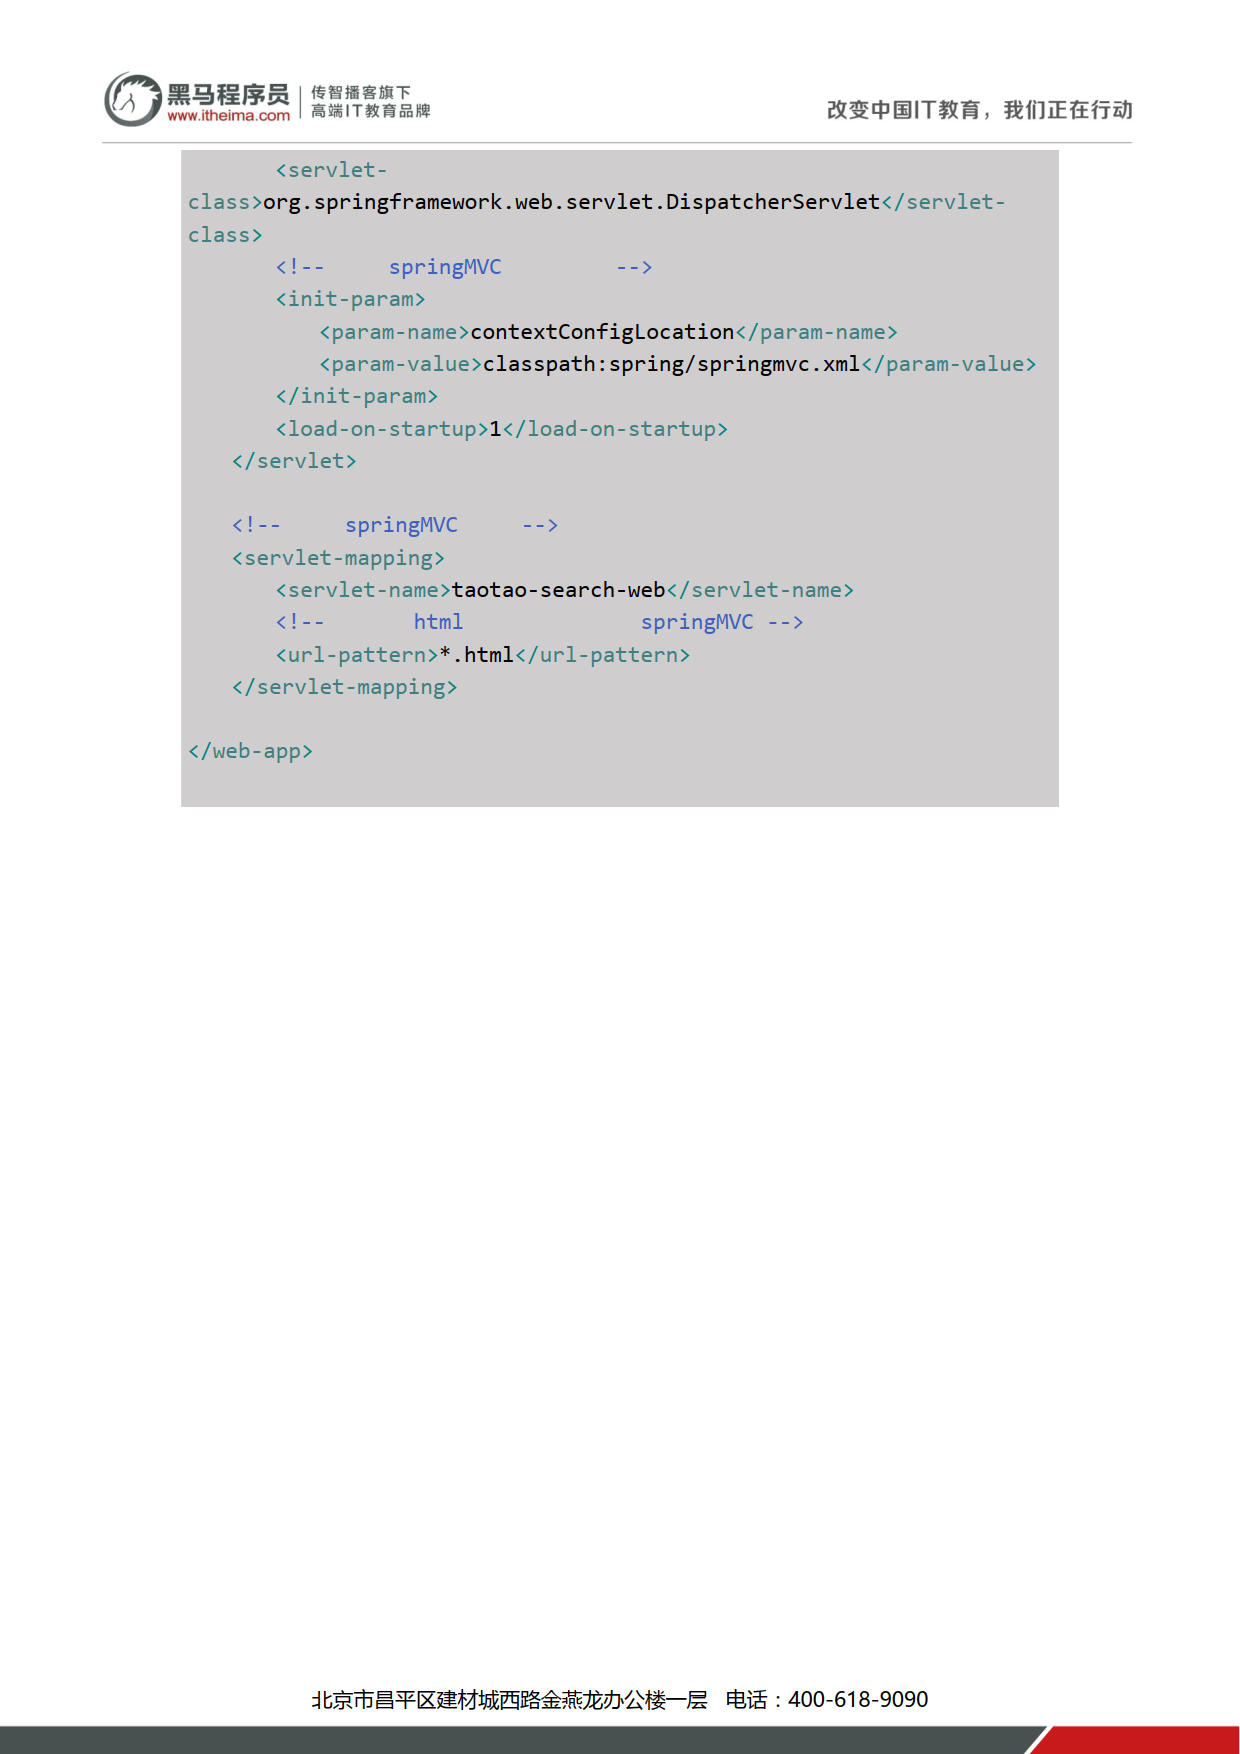 黑马程序员
www.itheima.com
传智播客旗下
高端IT教育品牌
改变中国IT教育，我们正在行动
<servlet-
class>org.springframework.web.servlet.DispatcherServlet</servlet-
class>
<!-- springMVC -->
<init-param>
<param-name>contextConfigLocation</param-name>
<param-value>classpath:spring/springmvc.xml</param-value>
</init-param>
<load-on-startup>1</load-on-startup>
</servlet>
<!-- springMVC -->
<servlet-mapping>
<servlet-name>taotao-search-web</servlet-name>
<!-- html springMVC -->
<url-pattern>*.html</url-pattern>
</servlet-mapping>
</web-app>
北京市昌平区建材城西路金燕龙办公楼一层 电话：400-618-9090